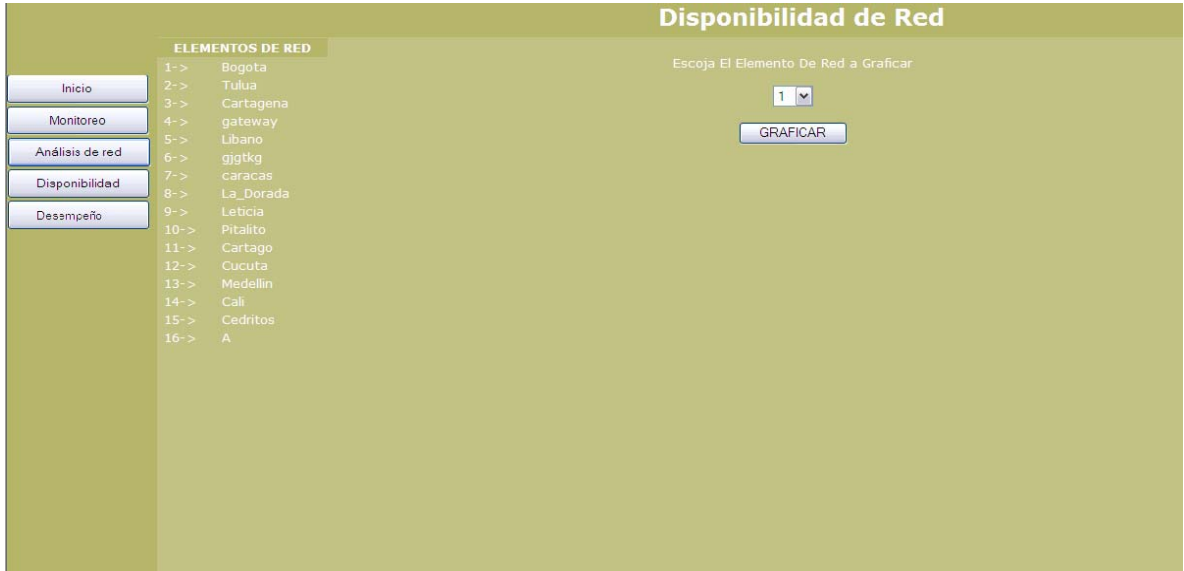 Disponibilidad de Red
Inicio
Monitoreo
Análisis de red
Disponibilidad
Desempeño
ELEMENTOS DE RED
1-> Bogota
2-> Tulua
3-> Cartagena
4-> gateway
5-> Libano
6-> gjgtkg
7-> caracas
8-> La_Dorada
9-> Leticia
10-> Pitalito
11-> Cartago
12-> Cucuta
13-> Medellin
14-> Cali
15-> Cedritos
16-> A
Escoja El Elemento De Red a Graficar
1
GRAFICAR